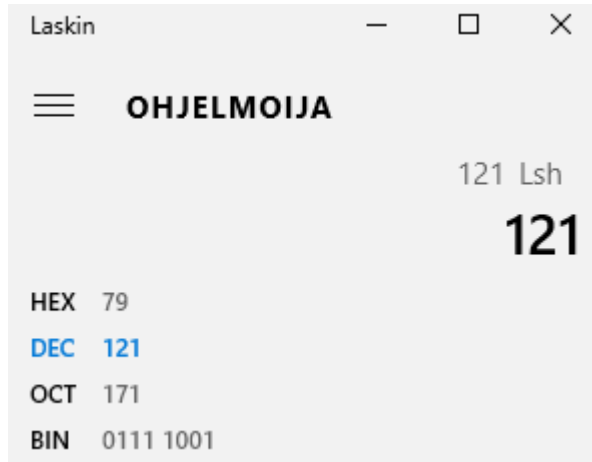 Laskin
OHJELMOIJA
121 Lsh
121
HEX 79
DEC 121
OCT 171
BIN 0111 1001